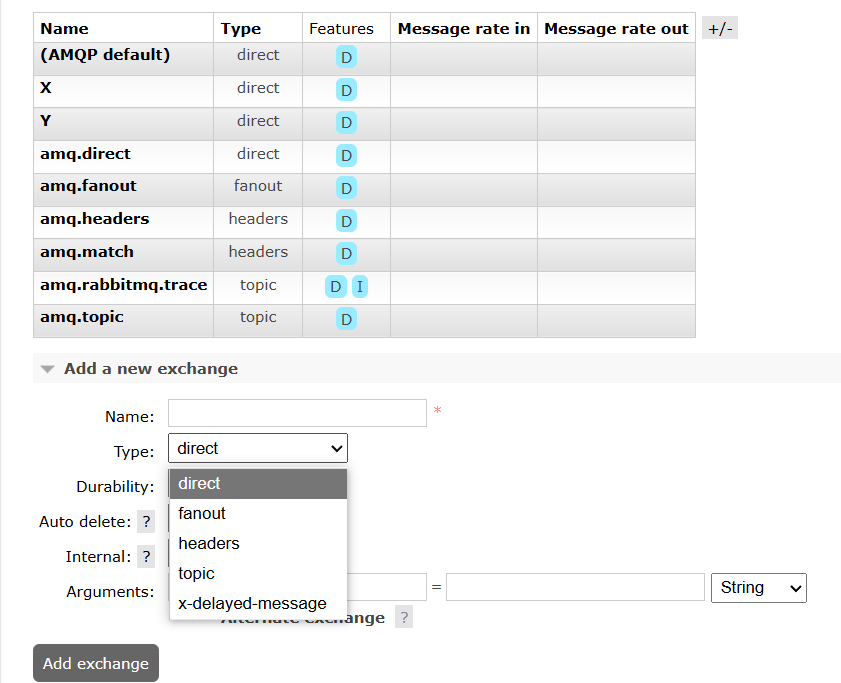 Name Type Features Message rate in Message rate out +/-
(AMQP default) direct D
X direct D
Y direct D
amq.direct direct D
amq.fanout fanout D
amq.headers headers D
amq.match headers D
amq.rabbitmq.trace topic D I
amq.topic topic D
Add a new exchange
Name: *
Type: direct
Durability: direct
fanout
Auto delete: ?
headers
Internal: ?
topic
Arguments: = String
x-delayed-message
Alternate exchange ?
Add exchange